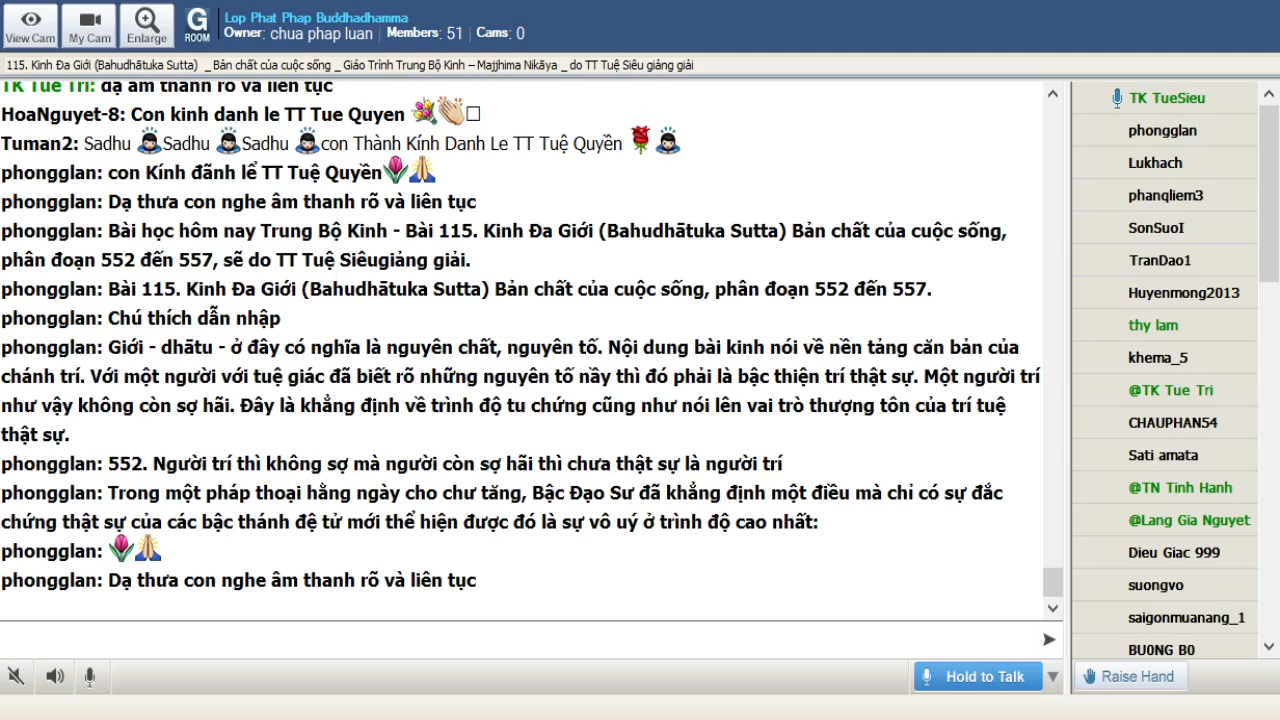 View Cam
My Cam
Enlarge
G
ROOM
Lop Phat Phap Buddhadhamma
Owner: chua phap luan | Members: 51 | Cams: 0
115. Kinh Đa Giới (Bahudhātuka Sutta) _ Bản chất của cuộc sống _ Giáo Trình Trung Bộ Kinh – Majjhima Nikāya _ do TT Tuệ Siêu giảng giải
TK Tue Tri: dạ âm thanh rõ và liên tục
HoaNguyet-8: Con kinh danh le TT Tue Quyen
Tuman2: Sadhu Sadhu Sadhu con Thành Kính Danh Le TT Tuệ Quyền
phongglan: con Kính đãnh lể TT Tuệ Quyền
phongglan: Dạ thưa con nghe âm thanh rõ và liên tục
phongglan: Bài học hôm nay Trung Bộ Kinh - Bài 115. Kinh Đa Giới (Bahudhātuka Sutta) Bản chất của cuộc sống,
phân đoạn 552 đến 557, sẽ do TT Tuệ Siêugiảng giải.
phongglan: Bài 115. Kinh Đa Giới (Bahudhātuka Sutta) Bản chất của cuộc sống, phân đoạn 552 đến 557.
phongglan: Chú thích dẫn nhập
phongglan: Giới - dhātu - ở đây có nghĩa là nguyên chất, nguyên tố. Nội dung bài kinh nói về nền tảng căn bản của
chánh trí. Với một người với tuệ giác đã biết rõ những nguyên tố nầy thì đó phải là bậc thiện trí thật sự. Một người trí
như vậy không còn sợ hãi. Đây là khẳng định về trình độ tu chứng cũng như nói lên vai trò thượng tôn của trí tuệ
thật sự.
phongglan: 552. Người trí thì không sợ mà người còn sợ hãi thì chưa thật sự là người trí
phongglan: Trong một pháp thoại hằng ngày cho chư tăng, Bậc Đạo Sư đã khẳng định một điều mà chỉ có sự đắc
chứng thật sự của các bậc thánh đệ tử mới thể hiện được đó là sự vô uý ở trình độ cao nhất:
phongglan:
phongglan: Dạ thưa con nghe âm thanh rõ và liên tục
Hold to Talk
TK TueSieu
phongglan
Lukhach
phanqliem3
SonSuoI
TranDao1
Huyenmong2013
thy lam
khema_5
@TK Tue Tri
CHAUPHAN54
Sati amata
@TN Tinh Hanh
@Lang Gia Nguyet
Dieu Giac 999
suongvo
saigonmuanang_1
BU0NG B0
Raise Hand